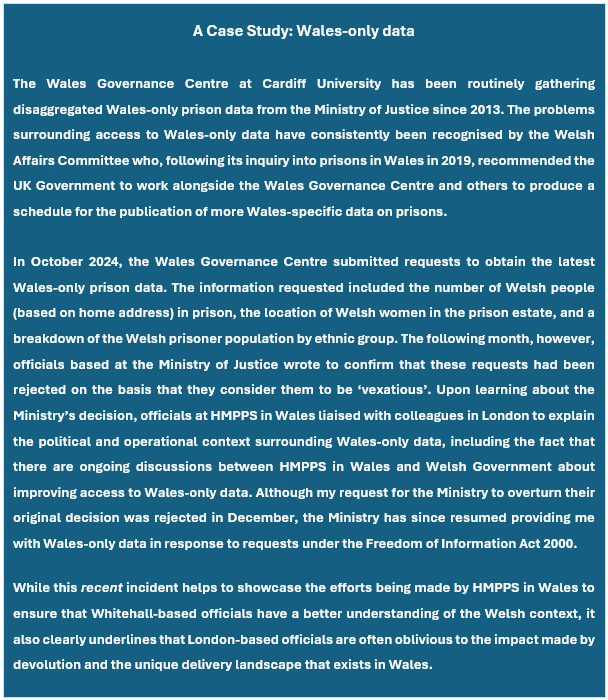 A Case Study: Wales-only data
The Wales Governance Centre at Cardiff University has been routinely gathering
disaggregated Wales-only prison data from the Ministry of Justice since 2013. The problems
surrounding access to Wales-only data have consistently been recognised by the Welsh
Affairs Committee who, following its inquiry into prisons in Wales in 2019, recommended the
UK Government to work alongside the Wales Governance Centre and others to produce a
schedule for the publication of more Wales-specific data on prisons.
In October 2024, the Wales Governance Centre submitted requests to obtain the latest
Wales-only prison data. The information requested included the number of Welsh people
(based on home address) in prison, the location of Welsh women in the prison estate, and a
breakdown of the Welsh prisoner population by ethnic group. The following month, however,
officials based at the Ministry of Justice wrote to confirm that these requests had been
rejected on the basis that they consider them to be ‘vexatious’. Upon learning about the
Ministry’s decision, officials at HMPPS in Wales liaised with colleagues in London to explain
the political and operational context surrounding Wales-only data, including the fact that
there are ongoing discussions between HMPPS in Wales and Welsh Government about
improving access to Wales-only data. Although my request for the Ministry to overturn their
original decision was rejected in December, the Ministry has since resumed providing me
with Wales-only data in response to requests under the Freedom of Information Act 2000.
While this recent incident helps to showcase the efforts being made by HMPPS in Wales to
ensure that Whitehall-based officials have a better understanding of the Welsh context, it
also clearly underlines that London-based officials are often oblivious to the impact made by
devolution and the unique delivery landscape that exists in Wales.